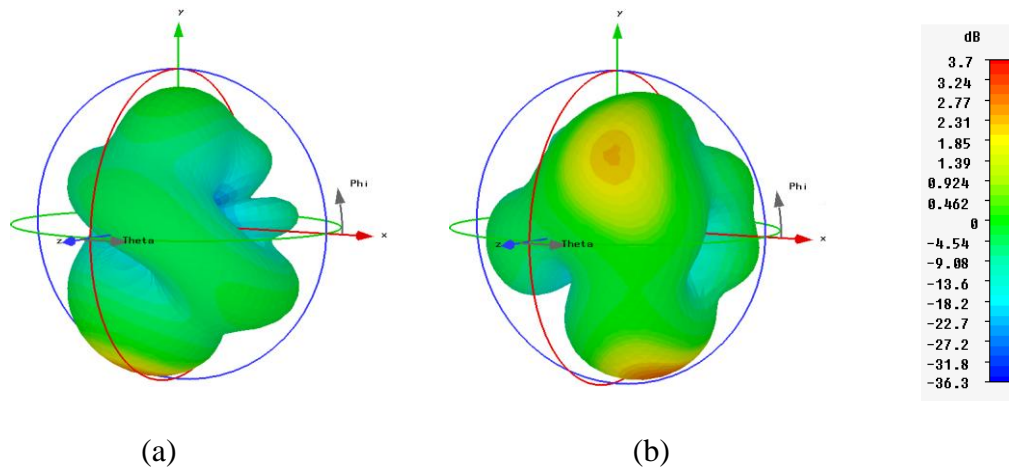 y
Phi
x
z
Theta
(a)
y
Phi
x
z
Theta
(b)
dB
3.7
3.24
2.77
2.31
1.85
1.39
0.924
0.462
0
-4.54
-9.08
-13.6
-18.2
-22.7
-27.2
-31.8
-36.3